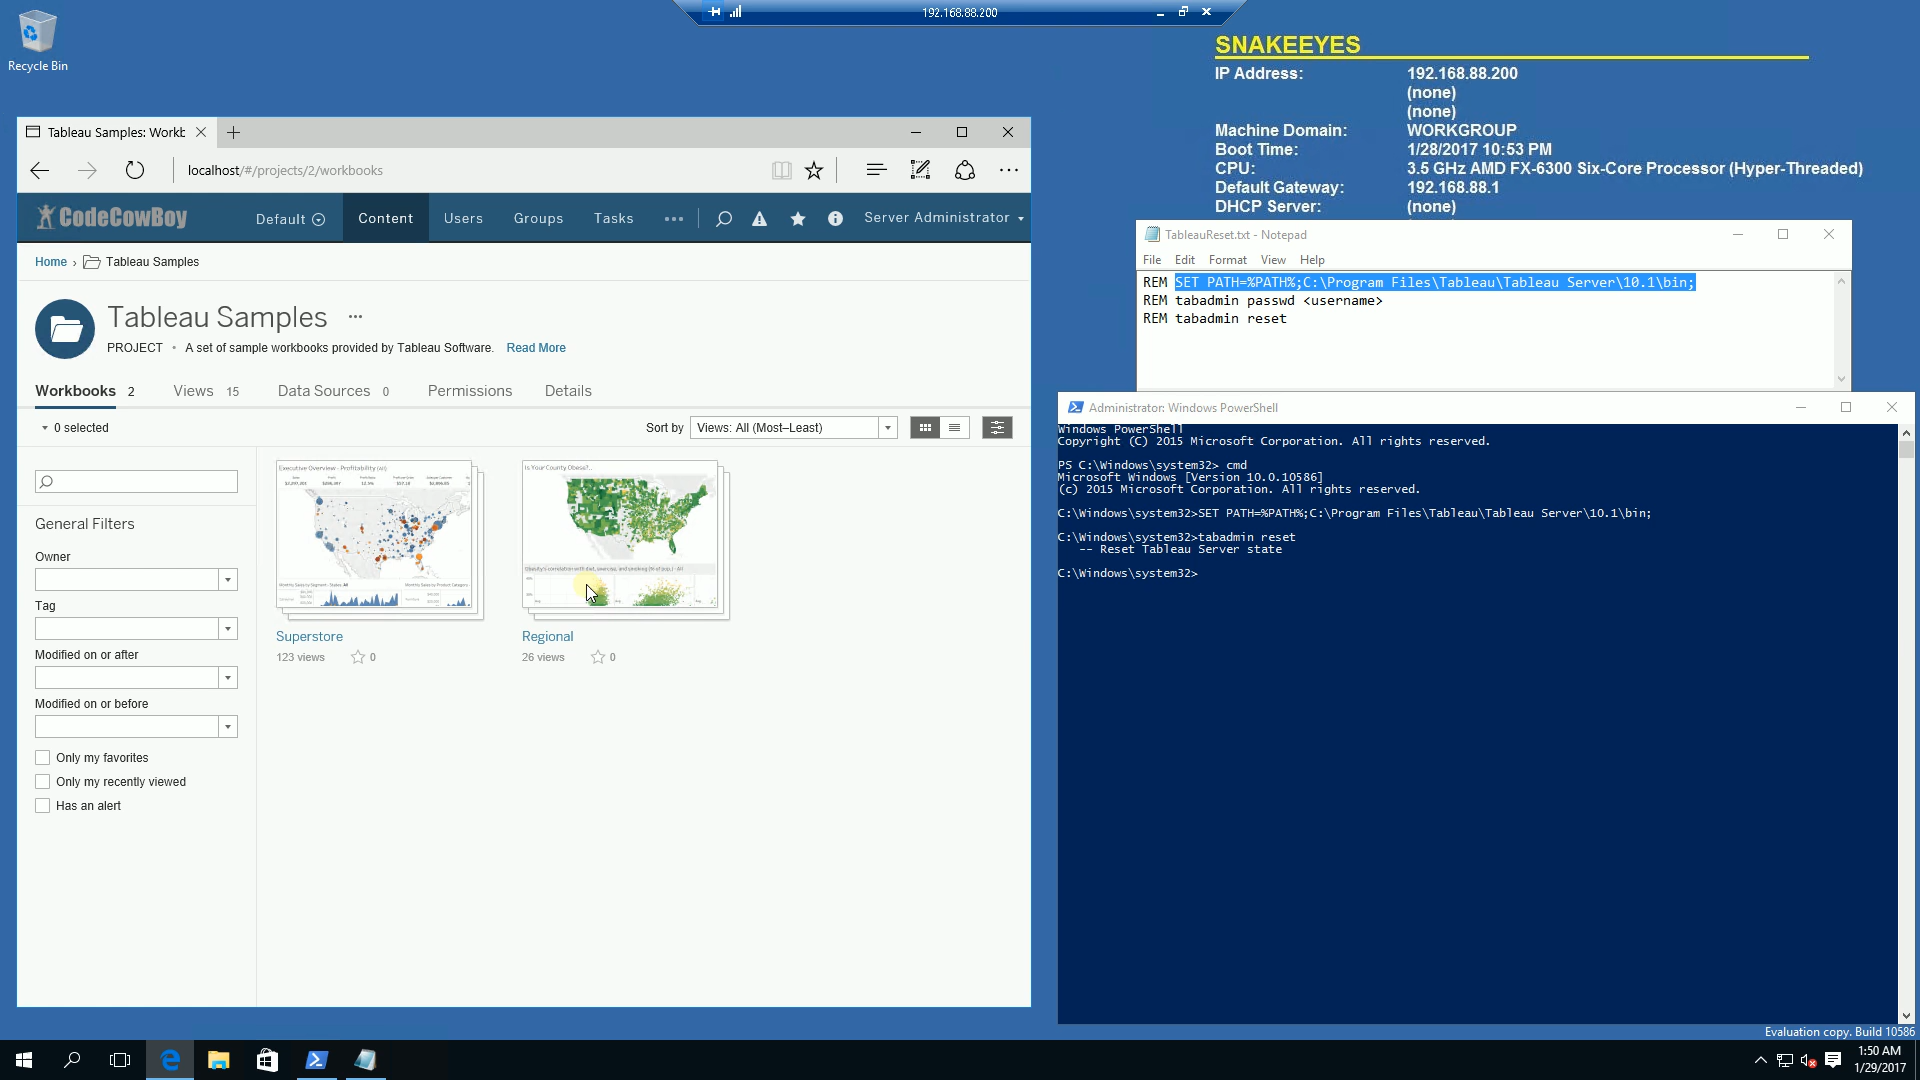 192.168.88.200
Recycle Bin
SNAKEEYES
IP Address: 192.168.88.200
(none)
(none)
Machine Domain: WORKGROUP
Boot Time: 1/28/2017 10:53 PM
CPU: 3.5 GHz AMD FX-6300 Six-Core Processor (Hyper-Threaded)
Default Gateway: 192.168.88.1
DHCP Server: (none)
Tableau Samples: Workb
localhost/#/projects/2/workbooks
CodeCowBoy Default Content Users Groups Tasks Server Administrator
Home › Tableau Samples
Tableau Samples ...
PROJECT • A set of sample workbooks provided by Tableau Software. Read More
Workbooks 2 Views 15 Data Sources 0 Permissions Details
0 selected Sort by Views: All (Most–Least)
General Filters
Owner
Tag
Modified on or after
Modified on or before
Only my favorites
Only my recently viewed
Has an alert
Executive Overview - Profitability (All)
Is Your County Obese?..
Superstore
123 views 0
Regional
26 views 0
TableauReset.txt - Notepad
File Edit Format View Help
REM SET PATH=%PATH%;C:\Program Files\Tableau\Tableau Server\10.1\bin;
REM tabadmin passwd <username>
REM tabadmin reset
Administrator: Windows PowerShell
Windows PowerShell
Copyright (C) 2015 Microsoft Corporation. All rights reserved.
PS C:\Windows\system32> cmd
Microsoft Windows [Version 10.0.10586]
(c) 2015 Microsoft Corporation. All rights reserved.
C:\Windows\system32>SET PATH=%PATH%;C:\Program Files\Tableau\Tableau Server\10.1\bin;
C:\Windows\system32>tabadmin reset
-- Reset Tableau Server state
C:\Windows\system32>
Evaluation copy. Build 10586
1:50 AM
1/29/2017